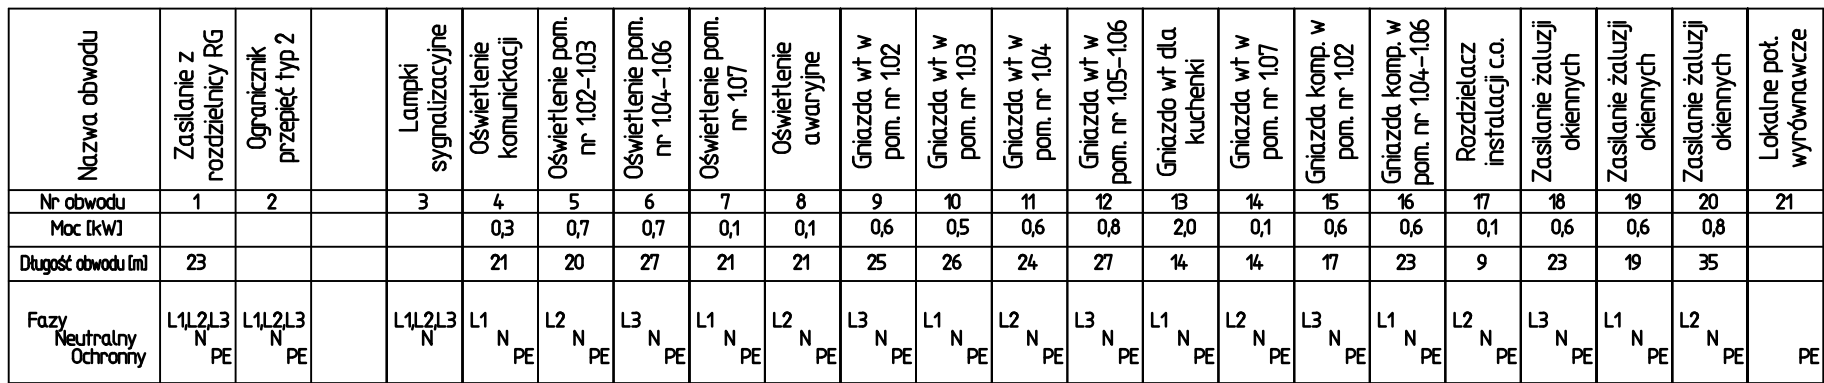 Nazwa obwodu
Zasilanie z
rozdzielnicy RG
Ogranicznik
przepięć typ 2
Lampki
sygnalizacyjne
Oświetlenie
komunickacji
Oświetlenie pom.
nr 1.02-1.03
Oświetlenie pom.
nr 1.04-1.06
Oświetlenie pom.
nr 1.07
Oświetlenie
awaryjne
Gniazda wt w
pom. nr 1.02
Gniazda wt w
pom. nr 1.03
Gniazda wt w
pom. nr 1.04
Gniazda wt w
pom. nr 1.05-1.06
Gniazdo wt dla
kuchenki
Gniazda wt w
pom. nr 1.07
Gniazda komp. w
pom. nr 1.02
Gniazda komp. w
pom. nr 1.04-1.06
Rozdzielacz
instalacji c.o.
Zasilanie żaluzji
okiennych
Zasilanie żaluzji
okiennych
Zasilanie żaluzji
okiennych
Lokalne poł.
wyrównawcze
Nr obwodu 1 2 3 4 5 6 7 8 9 10 11 12 13 14 15 16 17 18 19 20 21
Moc [kW] 0,3 0,7 0,7 0,1 0,1 0,6 0,5 0,6 0,8 2,0 0,1 0,6 0,6 0,1 0,6 0,6 0,8
Długość obwodu [m] 23 21 20 27 21 21 25 26 24 27 14 14 17 23 9 23 19 35
Fazy L1,L2,L3 L1,L2,L3 L1,L2,L3 L1 L2 L3 L1 L2 L3 L1 L2 L3 L1 L2 L3 L1 L2 L3 L1 L2
Neutralny N N N N N N N N N N N N N N N N N N N N
Ochronny PE PE PE PE PE PE PE PE PE PE PE PE PE PE PE PE PE PE PE PE